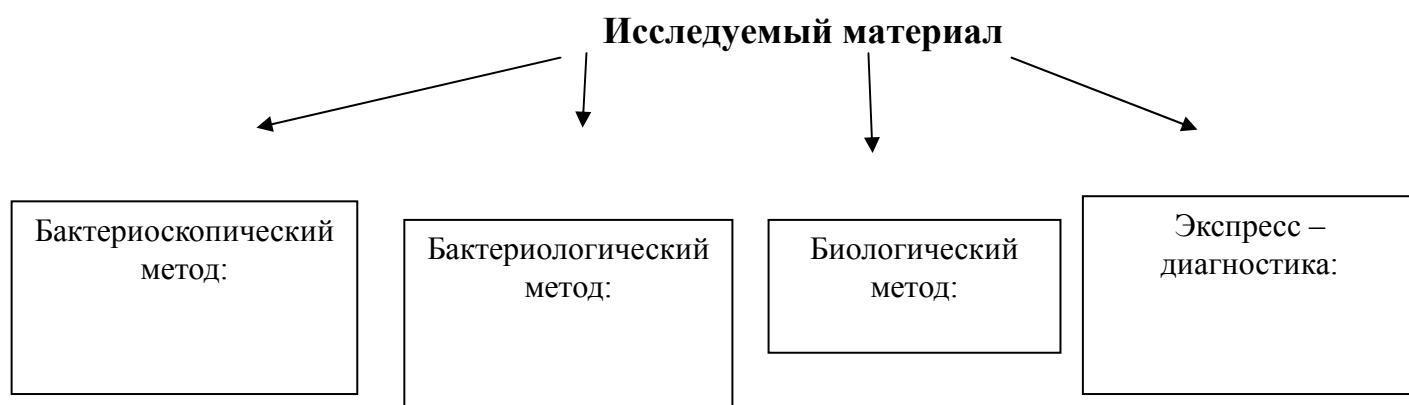 Исследуемый материал
Бактериоскопический
метод:
Бактериологический
метод:
Биологический
метод:
Экспресс –
диагностика: